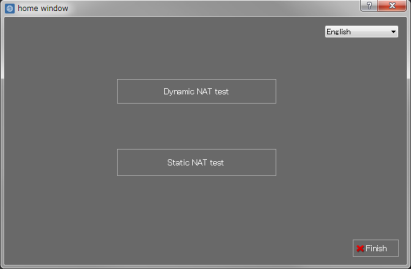 home window
English
Dynamic NAT test
Static NAT test
Finish